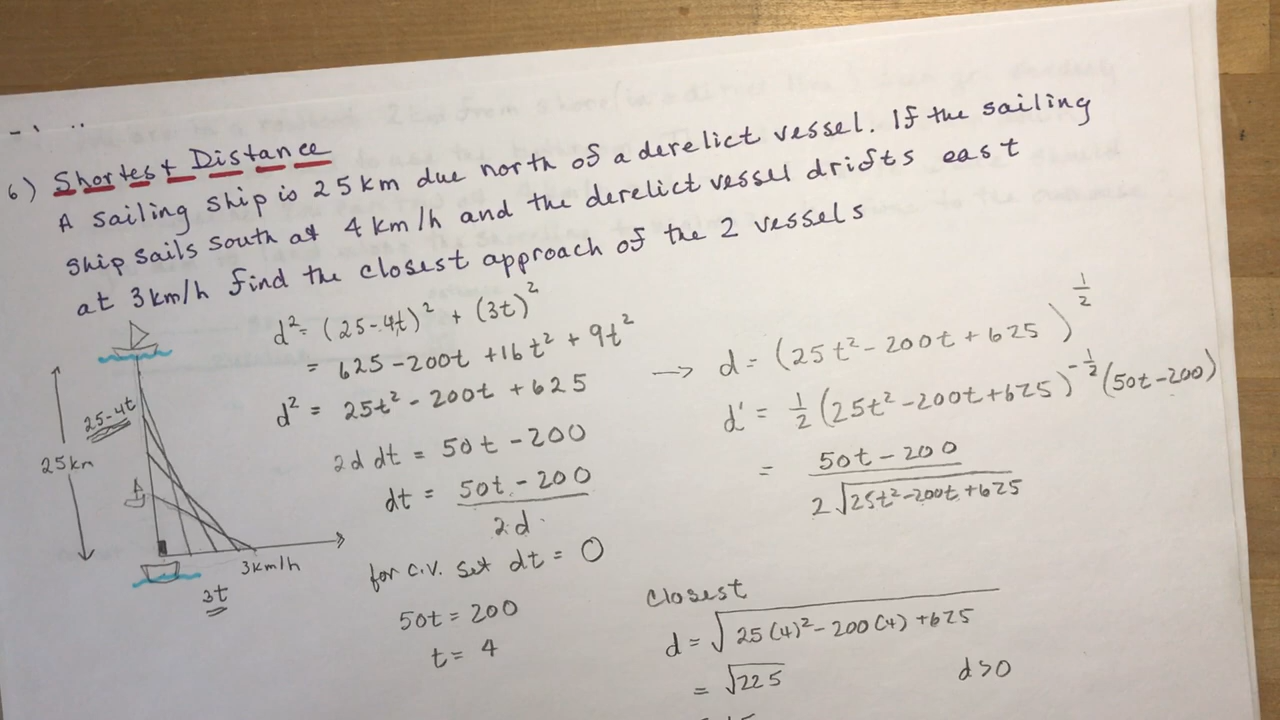 6) Shortest Distance
A sailing ship is 25km due north of a derelict vessel. If the sailing
ship sails south at 4 km/h and the derelict vessel drifts east
at 3km/h find the closest approach of the 2 vessels
d² = (25-4t)² + (3t)²
= 625 - 200t + 16t² + 9t²
d² = 25t² - 200t + 625
2d dt = 50t - 200
dt = (50t - 200) / 2d
for c.v. set dt = 0
50t = 200
t = 4
→ d = (25t² - 200t + 625)^½
d' = ½ (25t² - 200t + 625)^-½ (50t-200)
= (50t - 200) / 2√(25t²-200t+625)
closest
d = √(25(4)² - 200(4) + 625)
= √225
d>0
25-4t
25km
3km/h
3t